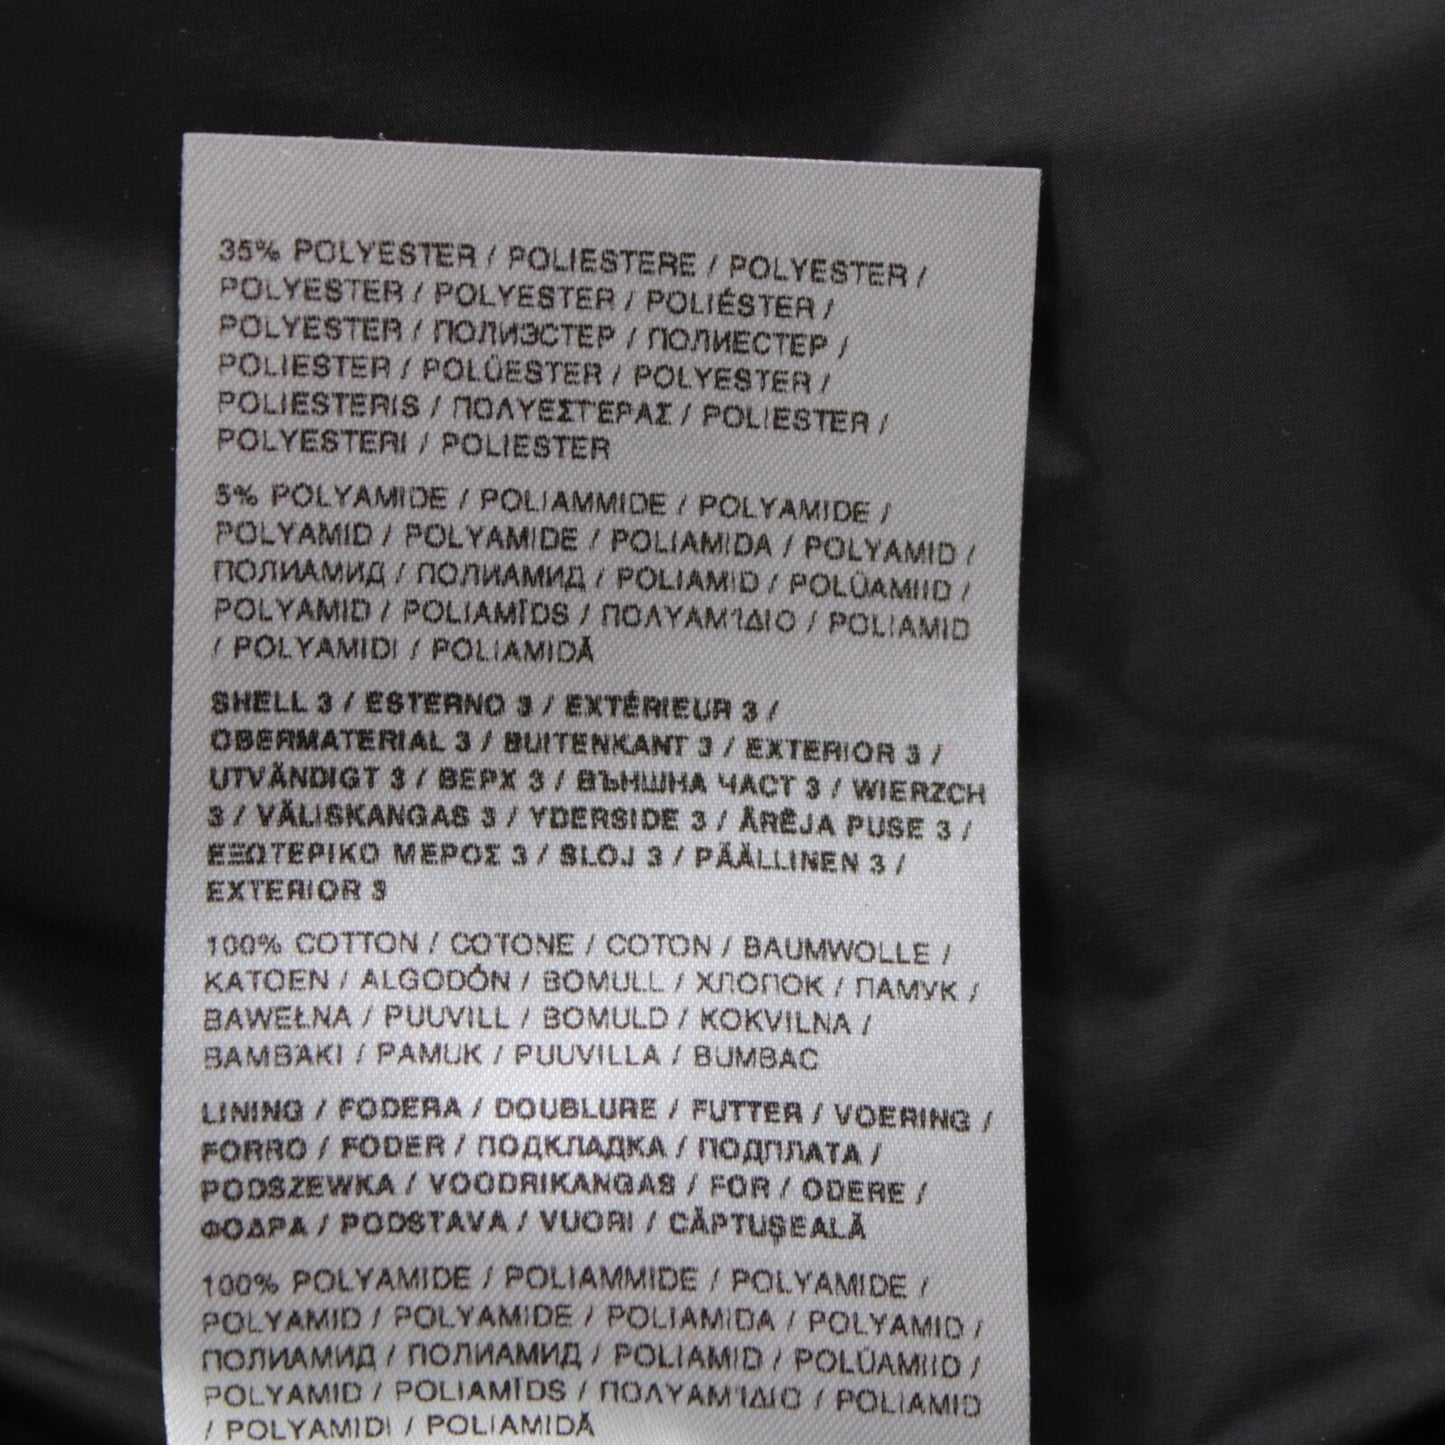 35% POLYESTER / POLIESTERE / POLYESTER /
POLYESTER / POLYESTER / POLIÉSTER /
POLYESTER / ПОЛИЭСТЕР / ПОЛИЕСТЕР /
POLIESTER / POLÜESTER / POLYESTER /
POLIESTERIS / ΠΟΛΥΕΣΤΈΡΑΣ / POLIESTER /
POLYESTERI / POLIESTER
5% POLYAMIDE / POLIAMMIDE / POLYAMIDE /
POLYAMID / POLYAMIDE / POLIAMIDA / POLYAMID /
ПОЛИАМИД / ПОЛИАМИД / POLIAMID / POLÜAMIID /
POLYAMID / POLIAMĪDS / ΠΟΛΥΑΜΊΔΙΟ / POLIAMID
/ POLYAMIDI / POLIAMIDĂ
SHELL 3 / ESTERNO 3 / EXTÉRIEUR 3 /
OBERMATERIAL 3 / BUITENKANT 3 / EXTERIOR 3 /
UTVÄNDIGT 3 / ВЕРХ 3 / ВЪНШНА ЧАСТ 3 / WIERZCH
3 / VÄLISKANGAS 3 / YDERSIDE 3 / ĀRĒJA PUSE 3 /
ΕΞΩΤΕΡΙΚΟ ΜΕΡΟΣ 3 / SLOJ 3 / PÄÄLLINEN 3 /
EXTERIOR 3
100% COTTON / COTONE / COTON / BAUMWOLLE /
KATOEN / ALGODÓN / BOMULL / ХЛОПОК / ПАМУК /
BAWEŁNA / PUUVILL / BOMULD / KOKVILNA /
ΒΑΜΒΆΚΙ / PAMUK / PUUVILLA / BUMBAC
LINING / FODERA / DOUBLURE / FUTTER / VOERING /
FORRO / FODER / ПОДКЛАДКА / ПОДПЛАТА /
PODSZEWKA / VOODRIKANGAS / FOR / ODERE /
ΦΟΔΡΑ / PODSTAVA / VUORI / CĂPTUȘEALĂ
100% POLYAMIDE / POLIAMMIDE / POLYAMIDE /
POLYAMID / POLYAMIDE / POLIAMIDA / POLYAMID /
ПОЛИАМИД / ПОЛИАМИД / POLIAMID / POLÜAMIID /
POLYAMID / POLIAMĪDS / ΠΟΛΥΑΜΊΔΙΟ / POLIAMID
/ POLYAMIDI / POLIAMIDĂ